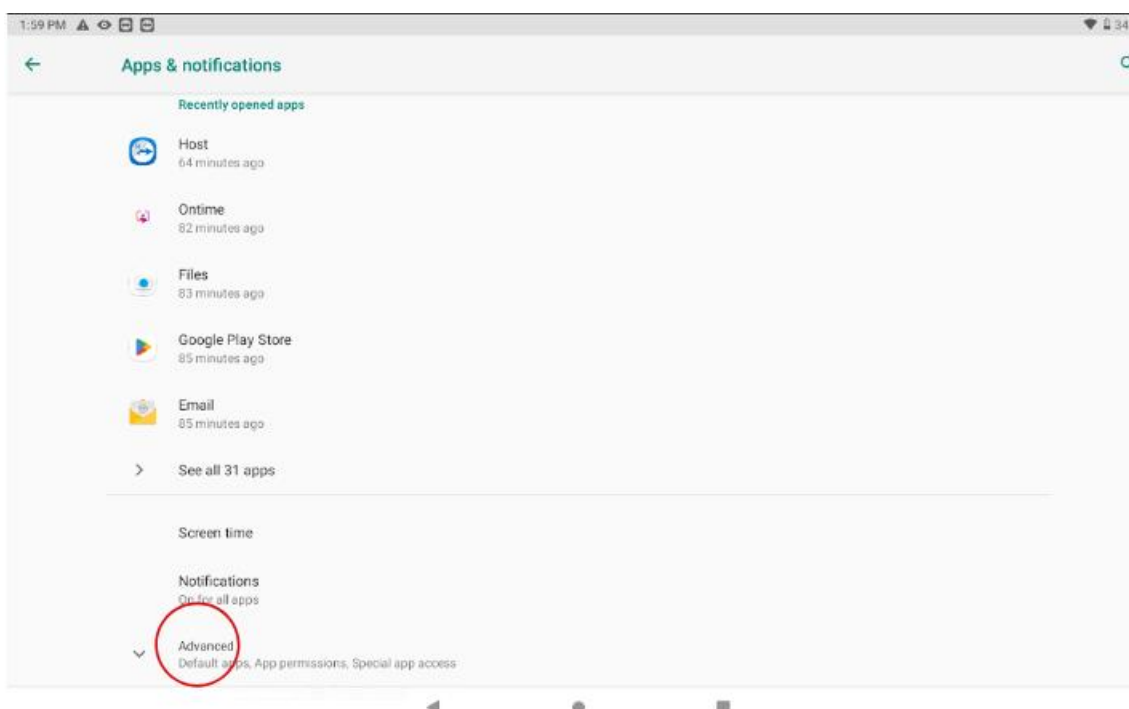 1:59 PM
34
Apps & notifications
Recently opened apps
Host
64 minutes ago
Ontime
82 minutes ago
Files
83 minutes ago
Google Play Store
85 minutes ago
Email
85 minutes ago
See all 31 apps
Screen time
Notifications
On for all apps
Advanced
Default apps, App permissions, Special app access